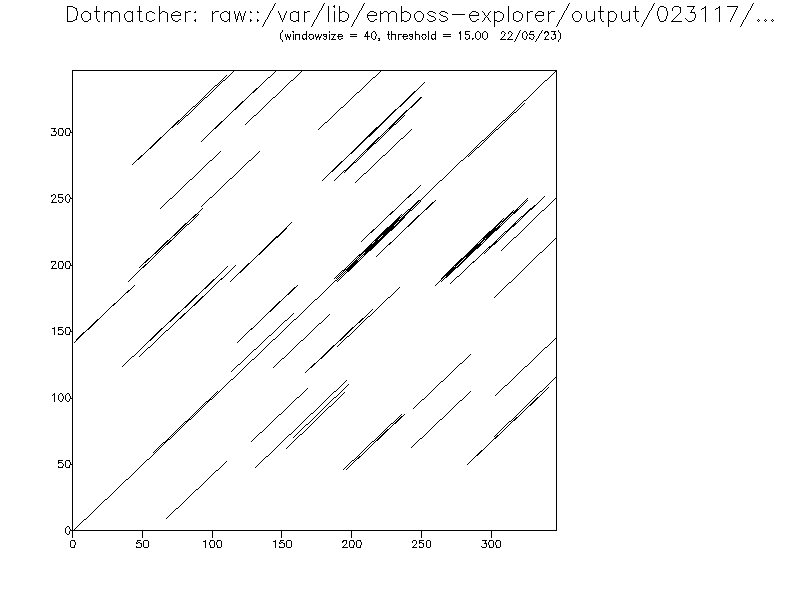 Dotmatcher: raw::/var/lib/emboss-explorer/output/023117/...
(windowsize = 40, threshold = 15.00 22/05/23)
300
250
200
150
100
50
0
0 50 100 150 200 250 300